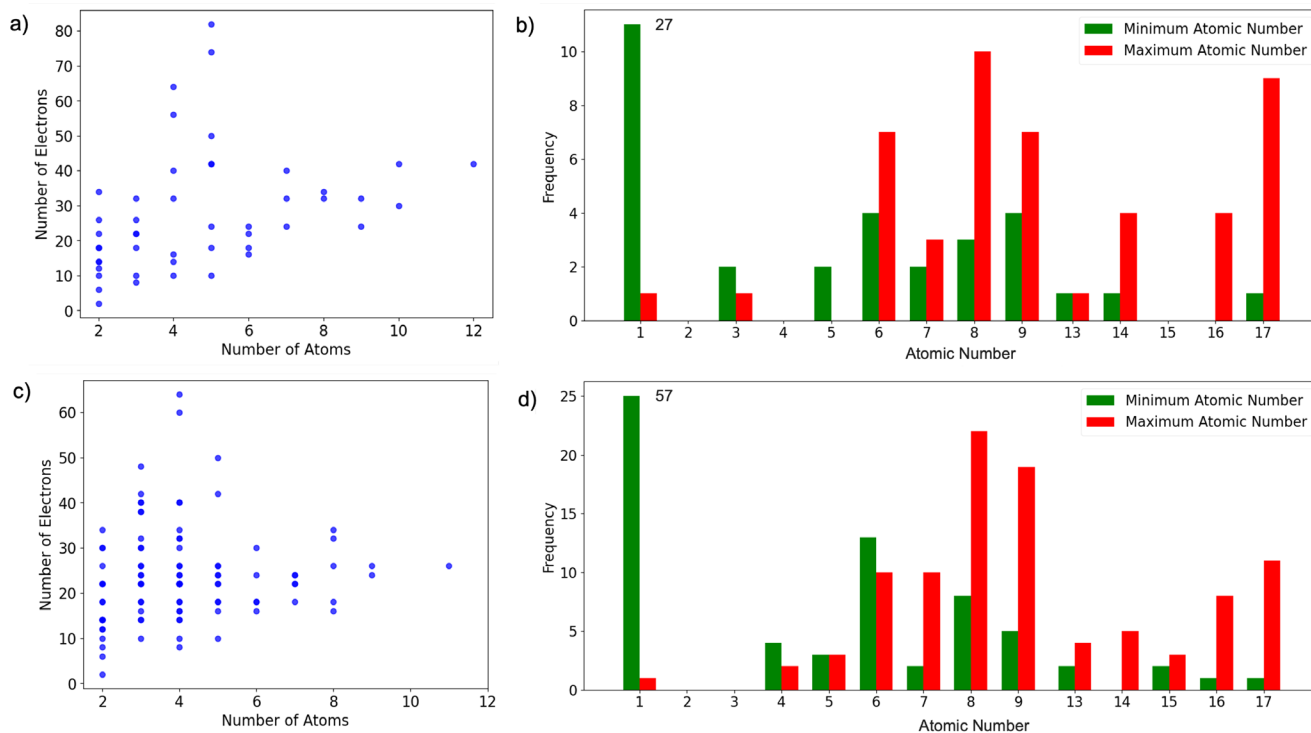 a)
80
70
60
50
40
30
20
10
0
Number of Electrons
2 4 6 8 10 12
Number of Atoms
b)
27
Minimum Atomic Number
Maximum Atomic Number
10
8
6
4
2
0
Frequency
1 2 3 4 5 6 7 8 9 13 14 15 16 17
Atomic Number
c)
60
50
40
30
20
10
0
Number of Electrons
2 4 6 8 10 12
Number of Atoms
d)
57
Minimum Atomic Number
Maximum Atomic Number
25
20
15
10
5
0
Frequency
1 2 3 4 5 6 7 8 9 13 14 15 16 17
Atomic Number